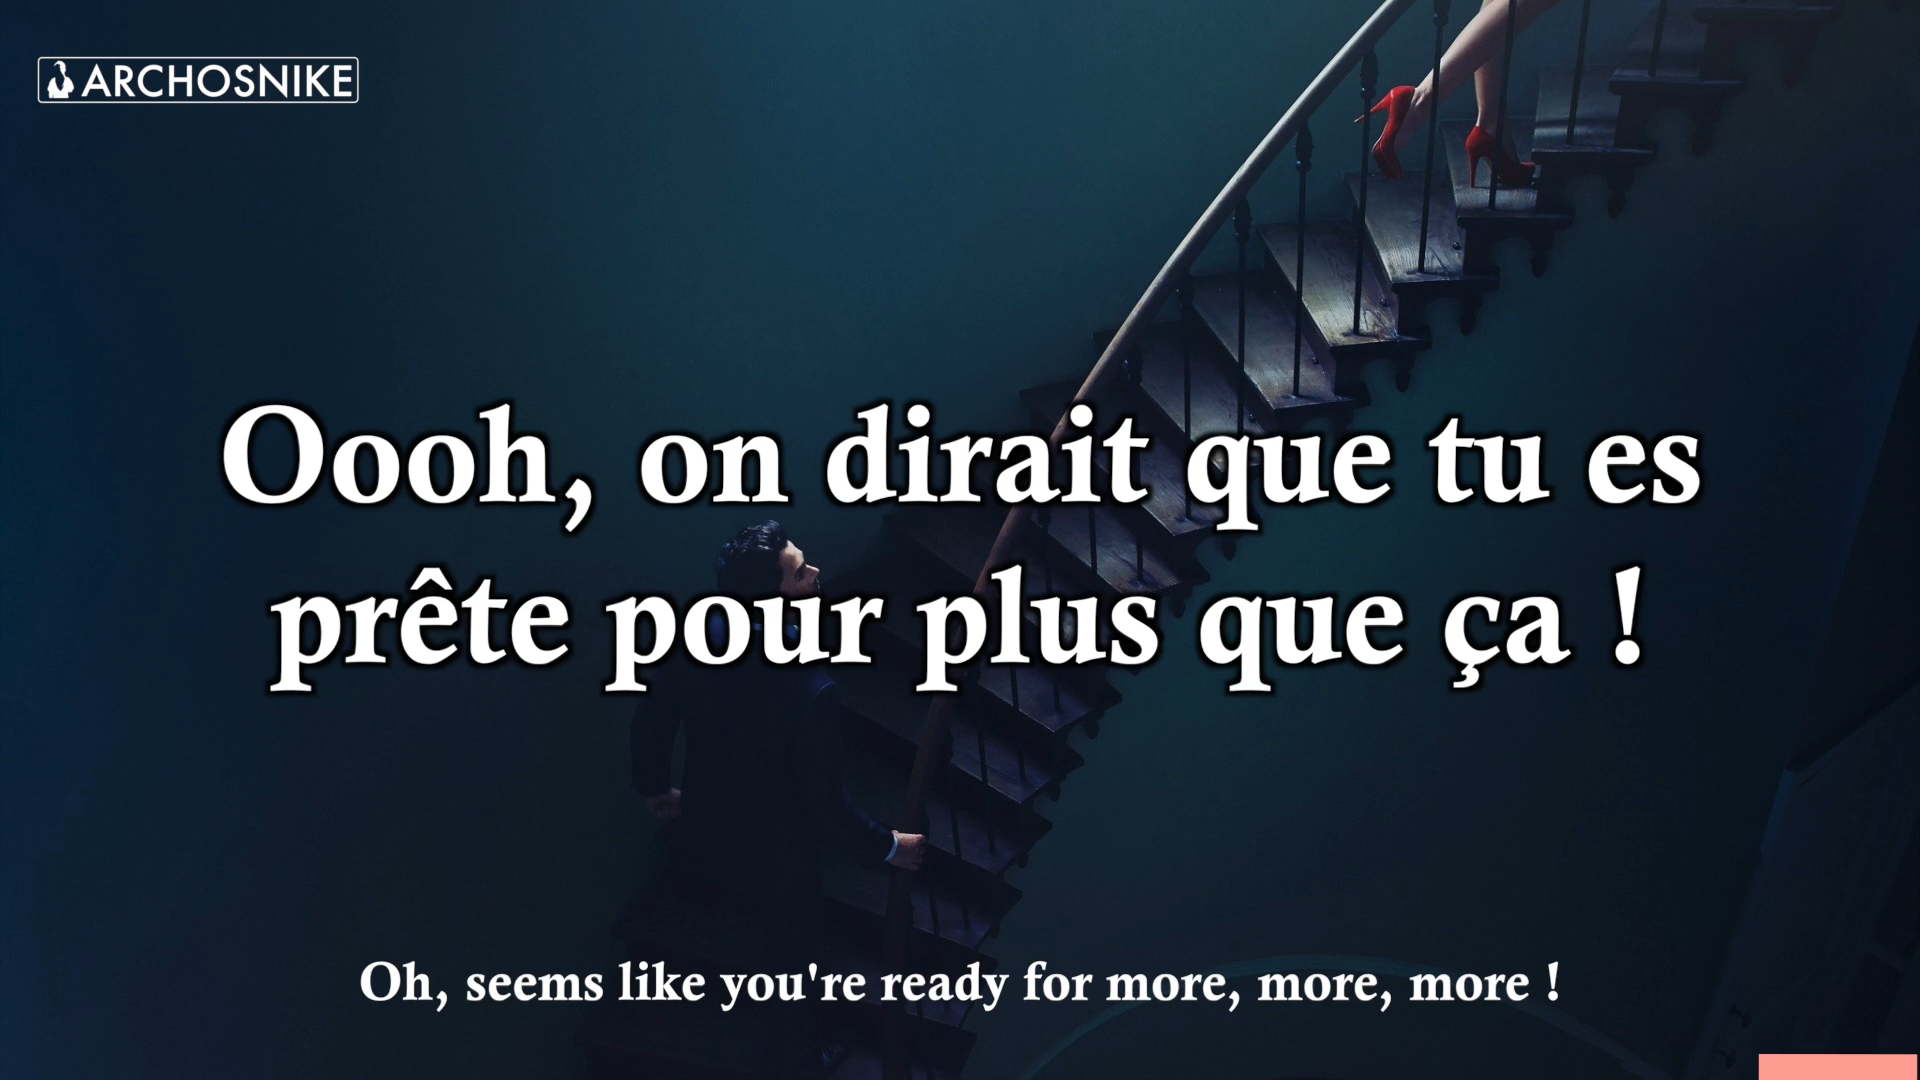 ARCHOSNIKE
Oooh, on dirait que tu es
prête pour plus que ça !
Oh, seems like you're ready for more, more, more !